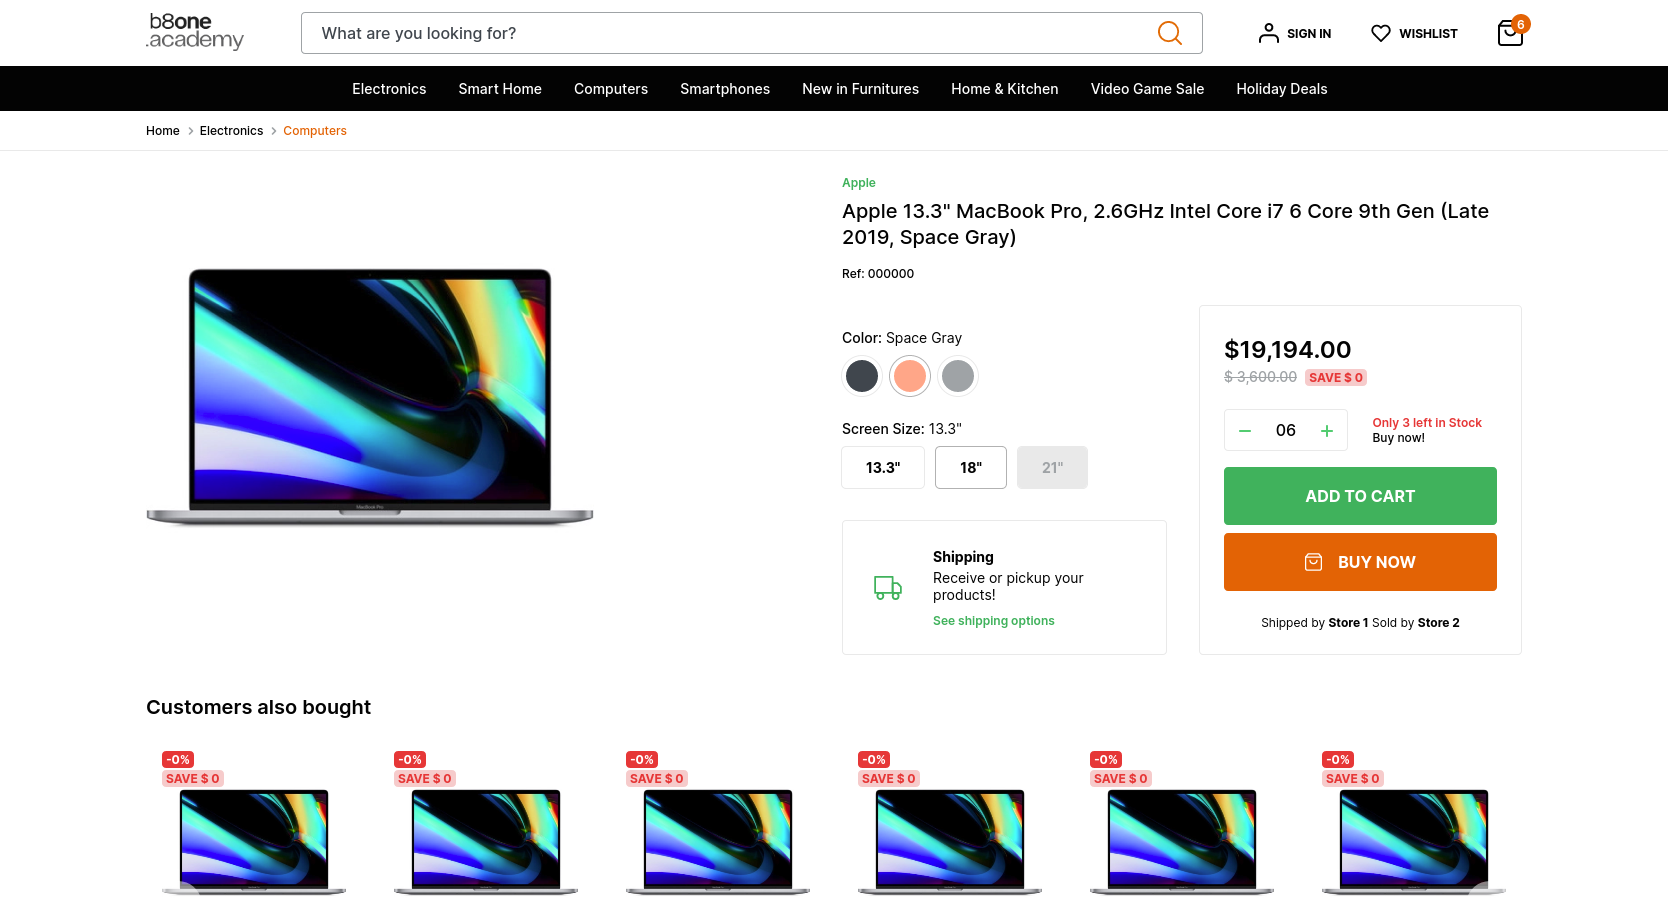 b8one
.academy
What are you looking for?
SIGN IN
WISHLIST
6
Electronics
Smart Home
Computers
Smartphones
New in Furnitures
Home & Kitchen
Video Game Sale
Holiday Deals
Home > Electronics > Computers
Apple
Apple 13.3" MacBook Pro, 2.6GHz Intel Core i7 6 Core 9th Gen (Late
2019, Space Gray)
Ref: 000000
Color: Space Gray
Screen Size: 13.3"
13.3"
18"
21"
Shipping
Receive or pickup your
products!
See shipping options
$19,194.00
$ 3,600.00 SAVE $ 0
06
Only 3 left in Stock
Buy now!
ADD TO CART
BUY NOW
Shipped by Store 1 Sold by Store 2
MacBook Pro
Customers also bought
-0%
SAVE $ 0
-0%
SAVE $ 0
-0%
SAVE $ 0
-0%
SAVE $ 0
-0%
SAVE $ 0
-0%
SAVE $ 0